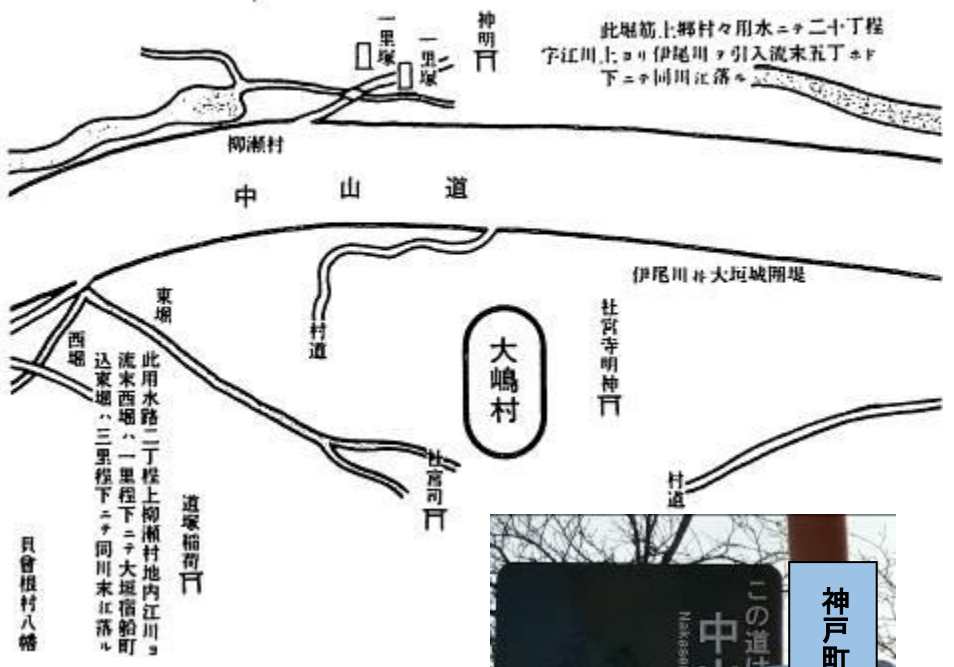 一里塚
一里塚
神明
此堀筋上郷村々用水ニテ二十丁程
字江川上ヨリ伊尾川ヲ引入流末五丁ホド
下ニテ同川江落ル
柳瀬村
中山道
伊尾川并大垣城囲堤
東堀
西堀
村道
大嶋村
社宮寺明神
村道
社宮司
此用水路二丁程上柳瀬村地内江川ヨ
流末西堀ハ一里程下ニテ大垣宿船町
込東堀ハ三里程下ニテ同川末江落ル
道塚稲荷
貝曾根村八幡
この道は
中
Nakase
神戸町